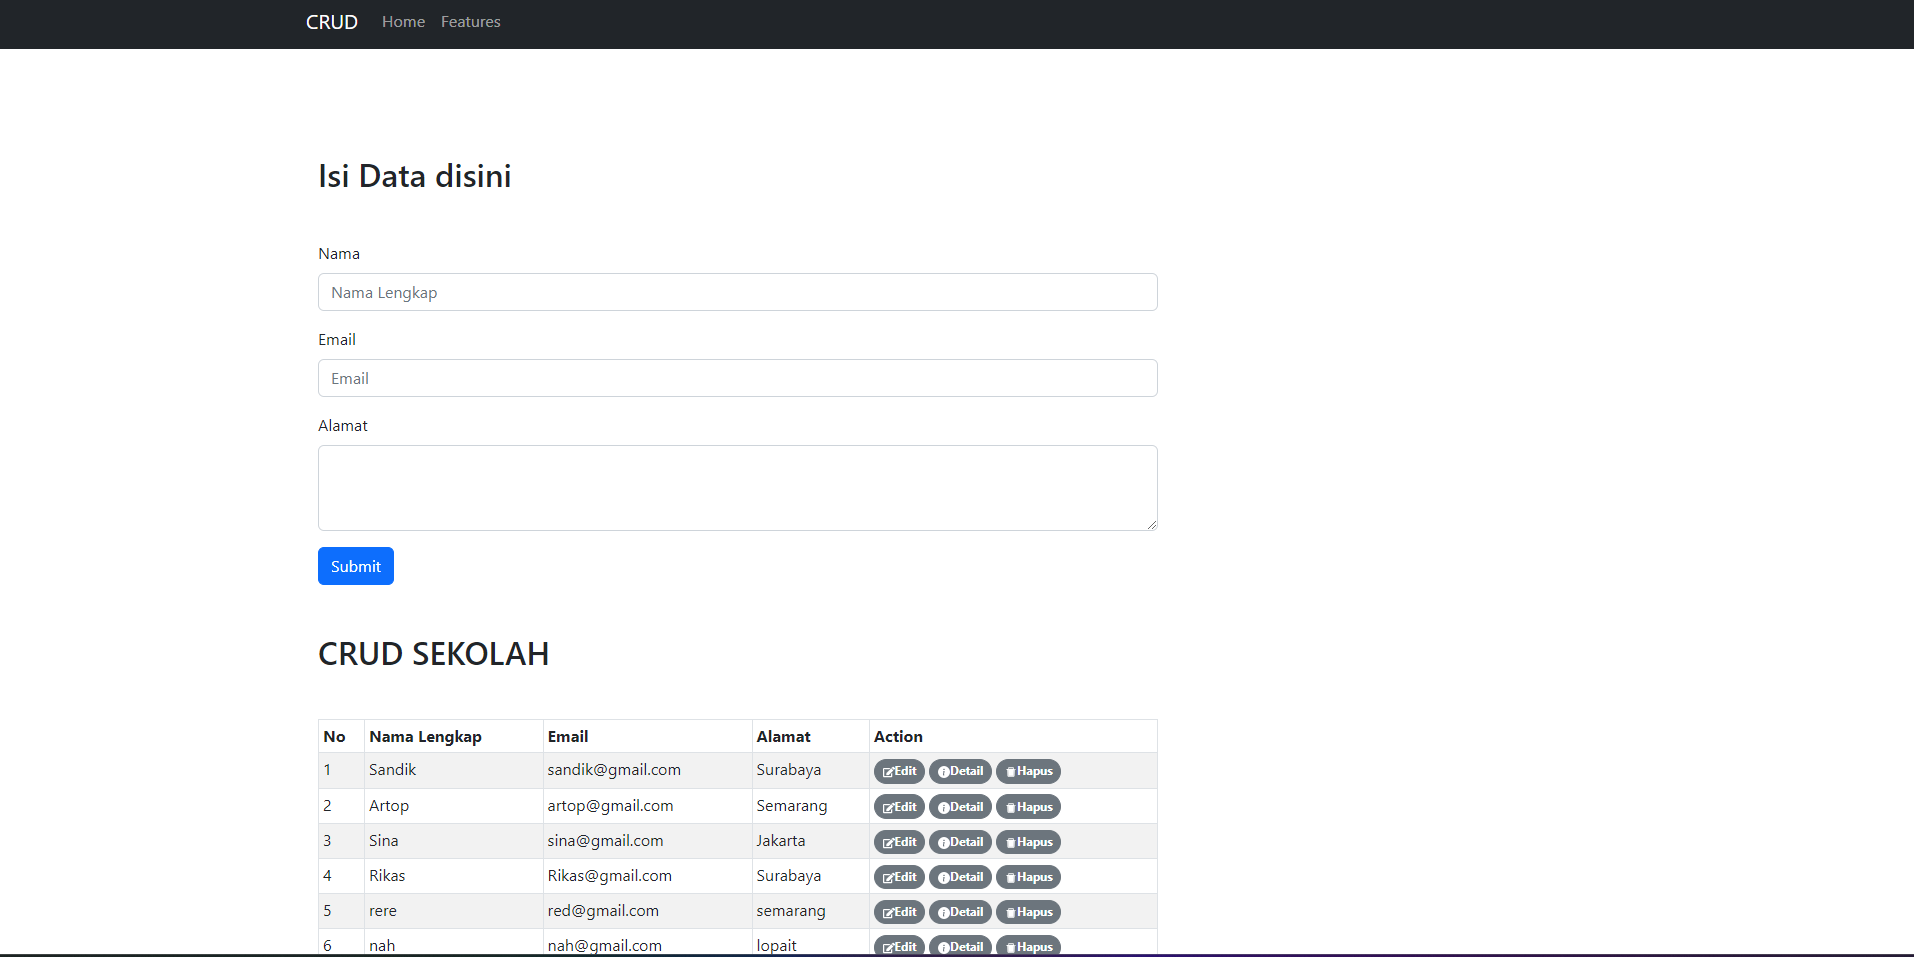 CRUD Home Features
Isi Data disini
Nama
Nama Lengkap
Email
Email
Alamat
Submit
CRUD SEKOLAH
No Nama Lengkap Email Alamat Action
1 Sandik sandik@gmail.com Surabaya Edit Detail Hapus
2 Artop artop@gmail.com Semarang Edit Detail Hapus
3 Sina sina@gmail.com Jakarta Edit Detail Hapus
4 Rikas Rikas@gmail.com Surabaya Edit Detail Hapus
5 rere red@gmail.com semarang Edit Detail Hapus
6 nah nah@gmail.com lopait Edit Detail Hapus